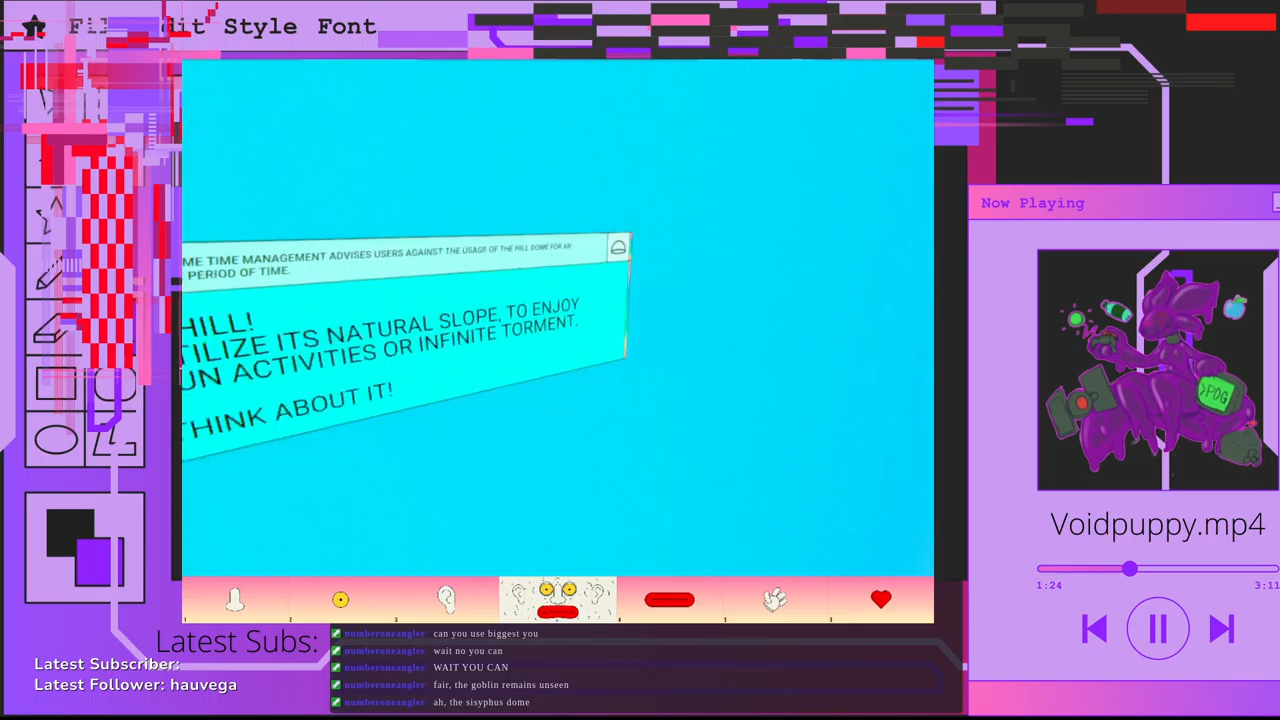 Edit Style Font
ME TIME MANAGEMENT ADVISES USERS AGAINST THE USAGE OF THE HILL DOME FOR AN
PERIOD OF TIME.
HILL!
TILIZE ITS NATURAL SLOPE, TO ENJOY
UN ACTIVITIES OR INFINITE TORMENT.
THINK ABOUT IT!
Now Playing
>POG
Voidpuppy.mp4
1:24
3:11
Latest Subs:
Latest Subscriber:
Latest Follower: hauvega
numberoneangler can you use biggest you
numberoneangler wait no you can
numberoneangler WAIT YOU CAN
numberoneangler fair, the goblin remains unseen
numberoneangler ah, the sisyphus dome